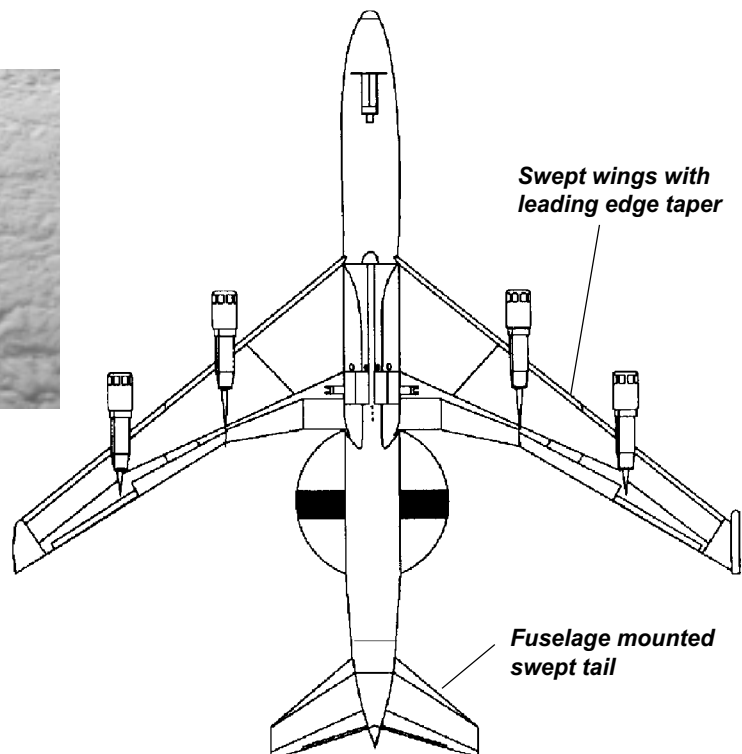 Swept wings with
leading edge taper
Fuselage mounted
swept tail